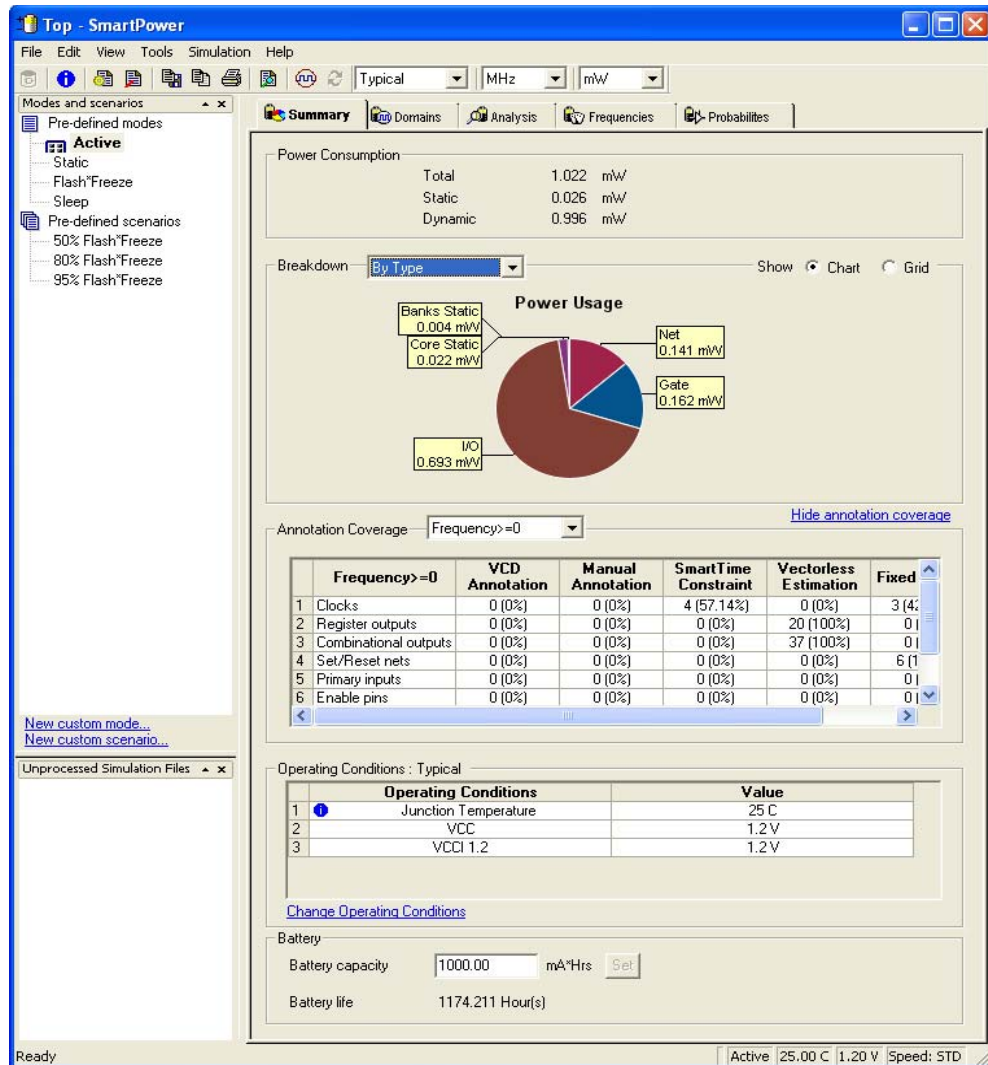 Top - SmartPower
File Edit View Tools Simulation Help
Typical MHz mW
Modes and scenarios
Pre-defined modes
Active
Static
Flash*Freeze
Sleep
Pre-defined scenarios
50% Flash*Freeze
80% Flash*Freeze
95% Flash*Freeze
New custom mode...
New custom scenario...
Unprocessed Simulation Files
Summary Domains Analysis Frequencies Probabilites
Power Consumption
Total 1.022 mW
Static 0.026 mW
Dynamic 0.996 mW
Breakdown By Type Show Chart Grid
Power Usage
Banks Static
0.004 mW
Core Static
0.022 mW
Net
0.141 mW
Gate
0.162 mW
I/O
0.693 mW
Hide annotation coverage
Annotation Coverage Frequency>=0
Frequency>=0 VCD Annotation Manual Annotation SmartTime Constraint Vectorless Estimation Fixed
1 Clocks 0 (0%) 0 (0%) 4 (57.14%) 0 (0%) 3 (42
2 Register outputs 0 (0%) 0 (0%) 0 (0%) 20 (100%) 0 (
3 Combinational outputs 0 (0%) 0 (0%) 0 (0%) 37 (100%) 0 (
4 Set/Reset nets 0 (0%) 0 (0%) 0 (0%) 0 (0%) 6 (1
5 Primary inputs 0 (0%) 0 (0%) 0 (0%) 0 (0%) 0 (
6 Enable pins 0 (0%) 0 (0%) 0 (0%) 0 (0%) 0 (
Operating Conditions : Typical
Operating Conditions Value
1 Junction Temperature 25 C
2 VCC 1.2 V
3 VCCI 1.2 1.2 V
Change Operating Conditions
Battery
Battery capacity 1000.00 mA*Hrs Set
Battery life 1174.211 Hour(s)
Ready Active 25.00 C 1.20 V Speed: STD